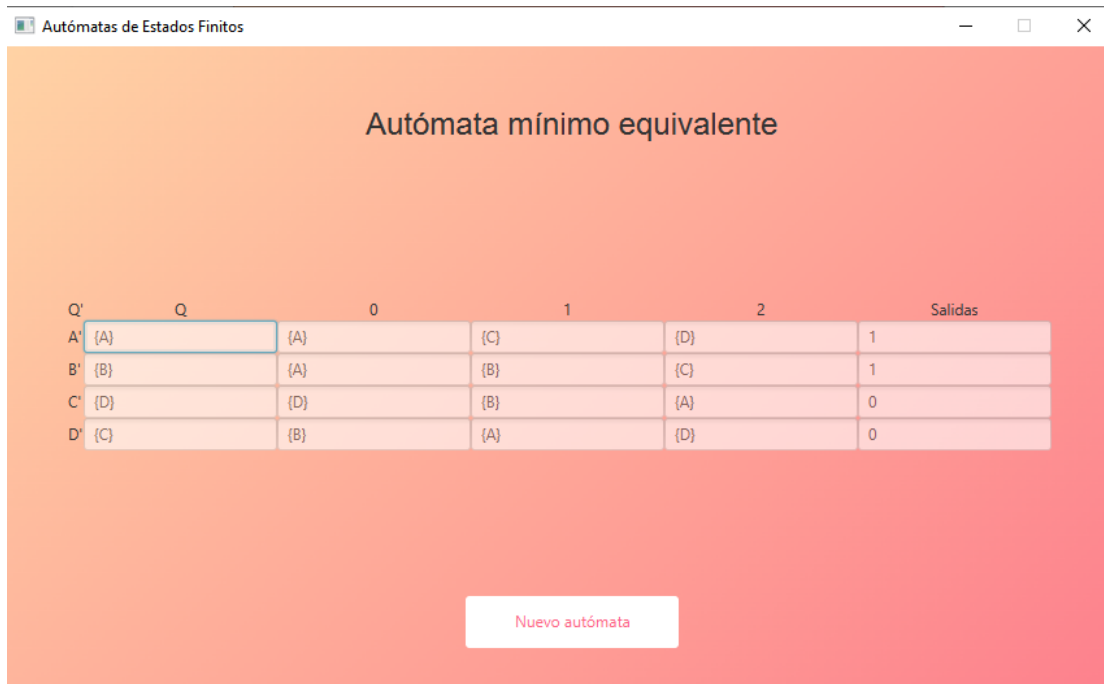 Autómatas de Estados Finitos
Autómata mínimo equivalente
Q' Q 0 1 2 Salidas
A' {A} {A} {C} {D} 1
B' {B} {A} {B} {C} 1
C' {D} {D} {B} {A} 0
D' {C} {B} {A} {D} 0
Nuevo autómata